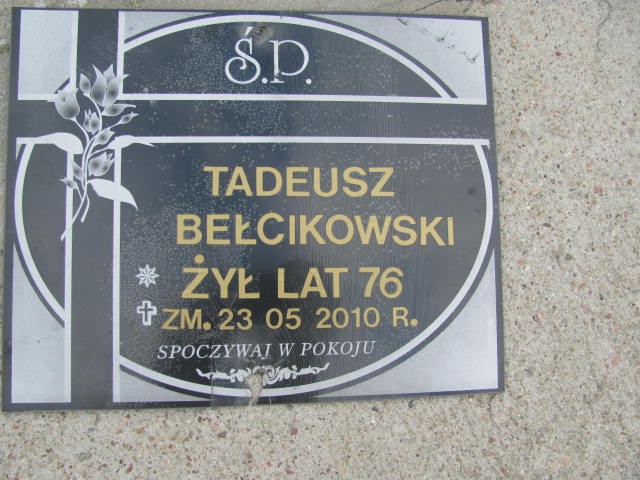 Ś.P.
TADEUSZ
BEŁCIKOWSKI
ŻYŁ LAT 76
ZM. 23 05 2010 R.
SPOCZYWAJ W POKOJU